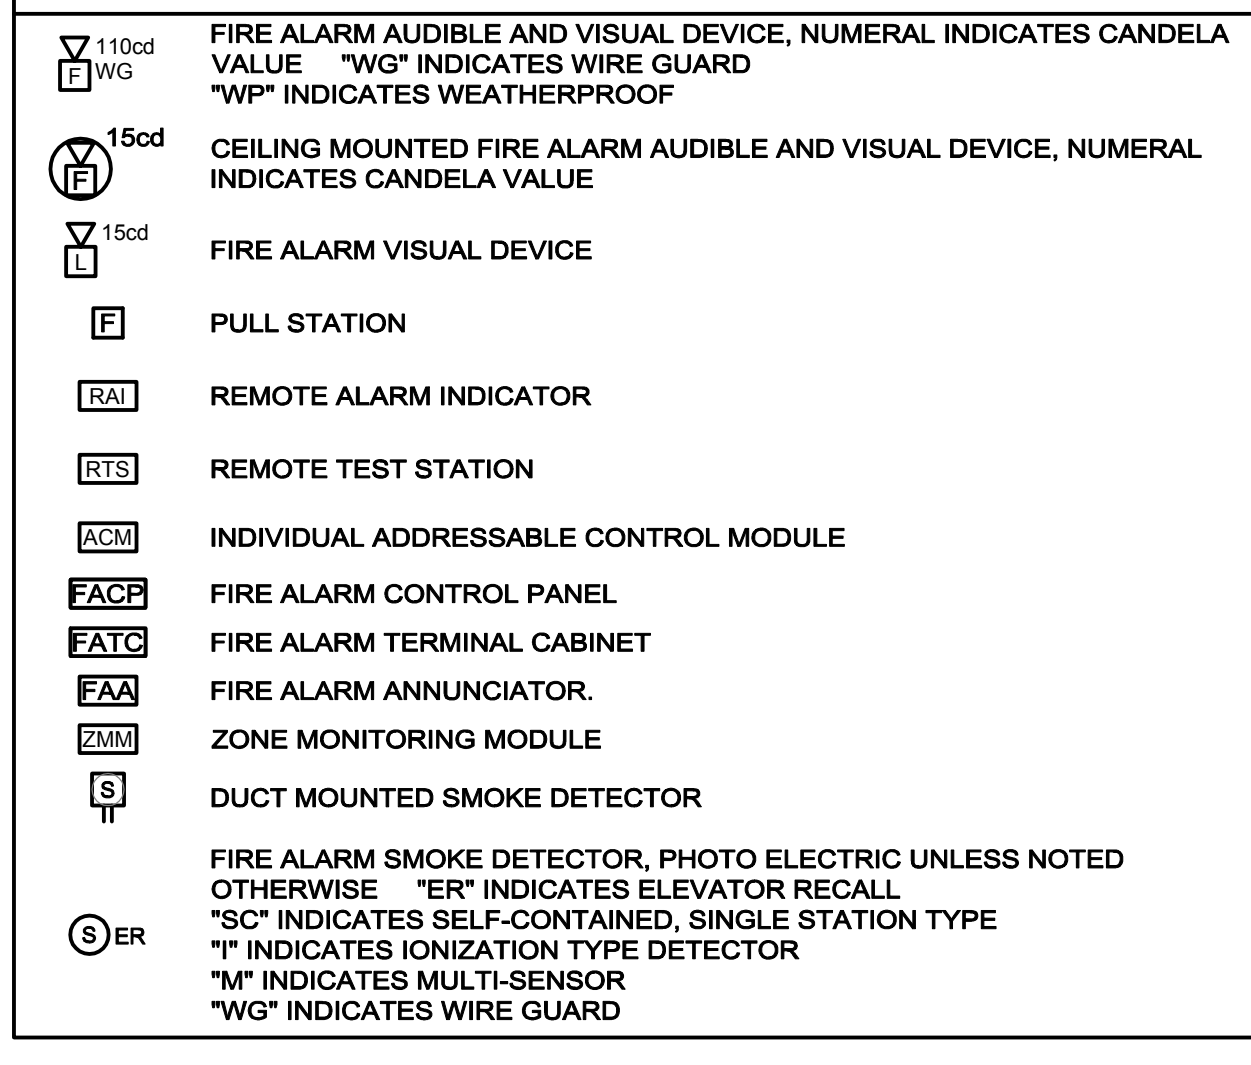 110cd
F WG
FIRE ALARM AUDIBLE AND VISUAL DEVICE, NUMERAL INDICATES CANDELA
VALUE "WG" INDICATES WIRE GUARD
"WP" INDICATES WEATHERPROOF
15cd
F
CEILING MOUNTED FIRE ALARM AUDIBLE AND VISUAL DEVICE, NUMERAL
INDICATES CANDELA VALUE
15cd
L
FIRE ALARM VISUAL DEVICE
F PULL STATION
RAI REMOTE ALARM INDICATOR
RTS REMOTE TEST STATION
ACM INDIVIDUAL ADDRESSABLE CONTROL MODULE
FACP FIRE ALARM CONTROL PANEL
FATC FIRE ALARM TERMINAL CABINET
FAA FIRE ALARM ANNUNCIATOR.
ZMM ZONE MONITORING MODULE
S DUCT MOUNTED SMOKE DETECTOR
S ER
FIRE ALARM SMOKE DETECTOR, PHOTO ELECTRIC UNLESS NOTED
OTHERWISE "ER" INDICATES ELEVATOR RECALL
"SC" INDICATES SELF-CONTAINED, SINGLE STATION TYPE
"I" INDICATES IONIZATION TYPE DETECTOR
"M" INDICATES MULTI-SENSOR
"WG" INDICATES WIRE GUARD